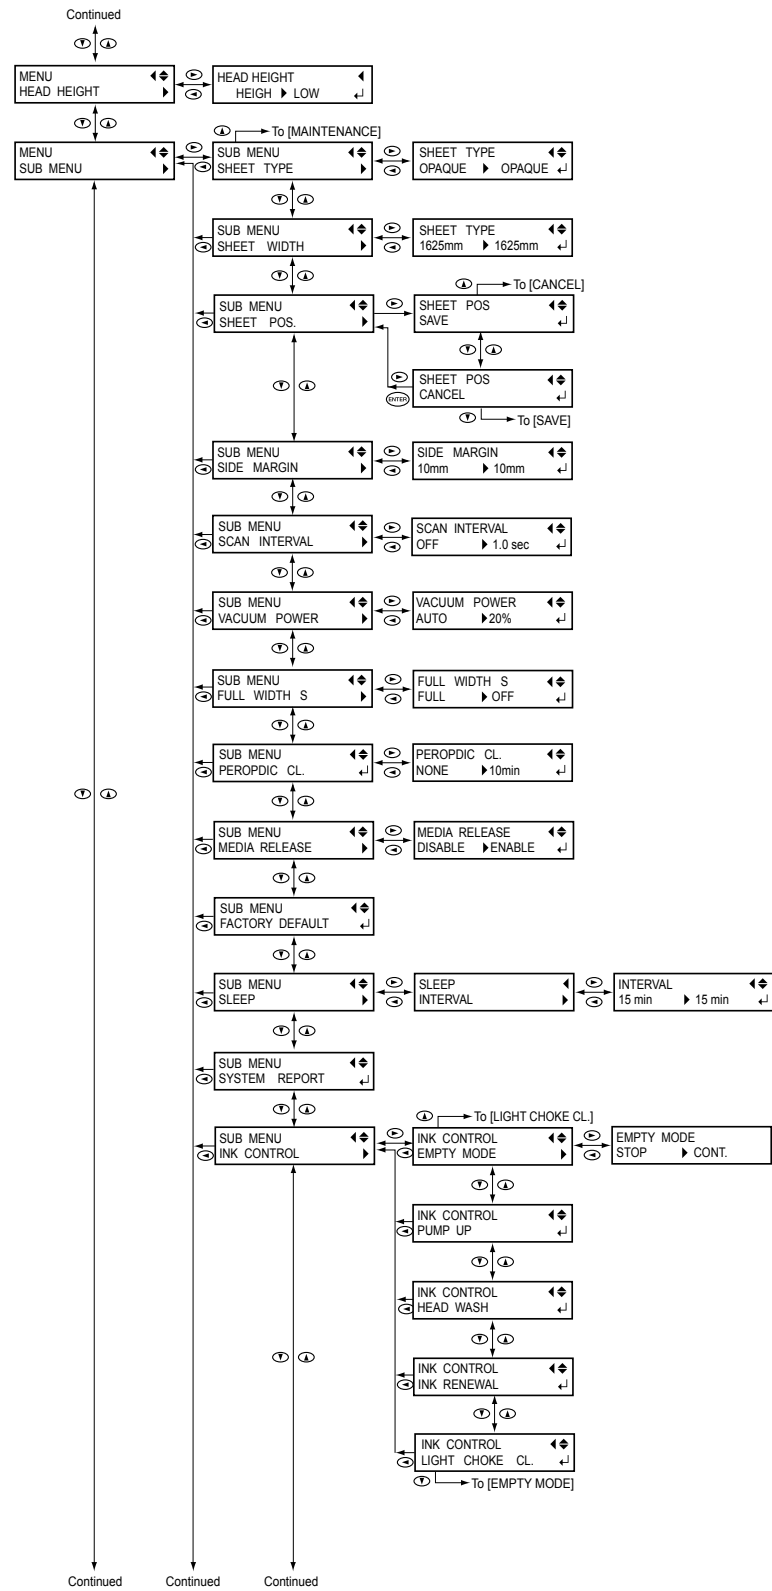 Continued
MENU
HEAD HEIGHT
HEAD HEIGHT
HEIGH LOW
To [MAINTENANCE]
MENU
SUB MENU
SUB MENU
SHEET TYPE
SHEET TYPE
OPAQUE OPAQUE
SUB MENU
SHEET WIDTH
SHEET TYPE
1625mm 1625mm
To [CANCEL]
SUB MENU
SHEET POS.
SHEET POS
SAVE
SHEET POS
CANCEL
ENTER
To [SAVE]
SUB MENU
SIDE MARGIN
SIDE MARGIN
10mm 10mm
SUB MENU
SCAN INTERVAL
SCAN INTERVAL
OFF 1.0 sec
SUB MENU
VACUUM POWER
VACUUM POWER
AUTO 20%
SUB MENU
FULL WIDTH S
FULL WIDTH S
FULL OFF
SUB MENU
PEROPDIC CL.
PEROPDIC CL.
NONE 10min
SUB MENU
MEDIA RELEASE
MEDIA RELEASE
DISABLE ENABLE
SUB MENU
FACTORY DEFAULT
SUB MENU
SLEEP
SLEEP
INTERVAL
INTERVAL
15 min 15 min
SUB MENU
SYSTEM REPORT
To [LIGHT CHOKE CL.]
SUB MENU
INK CONTROL
INK CONTROL
EMPTY MODE
EMPTY MODE
STOP CONT.
INK CONTROL
PUMP UP
INK CONTROL
HEAD WASH
INK CONTROL
INK RENEWAL
INK CONTROL
LIGHT CHOKE CL.
To [EMPTY MODE]
Continued Continued Continued